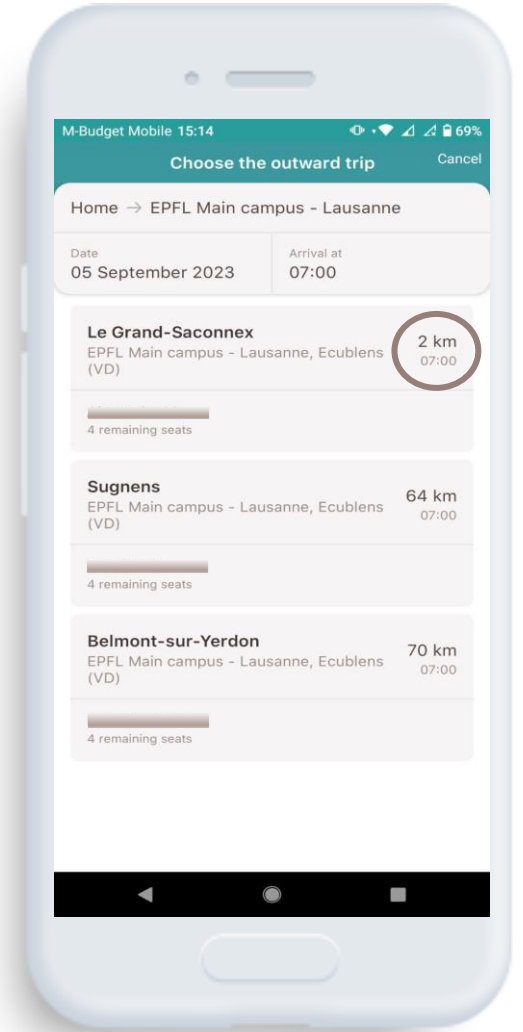 M-Budget Mobile 15:14 69%
Choose the outward trip Cancel
Home → EPFL Main campus - Lausanne
Date Arrival at
05 September 2023 07:00
Le Grand-Saconnex
EPFL Main campus - Lausanne, Ecublens
(VD)
2 km
07:00
4 remaining seats
Sugnens
EPFL Main campus - Lausanne, Ecublens
(VD)
64 km
07:00
4 remaining seats
Belmont-sur-Yerdon
EPFL Main campus - Lausanne, Ecublens
(VD)
70 km
07:00
4 remaining seats